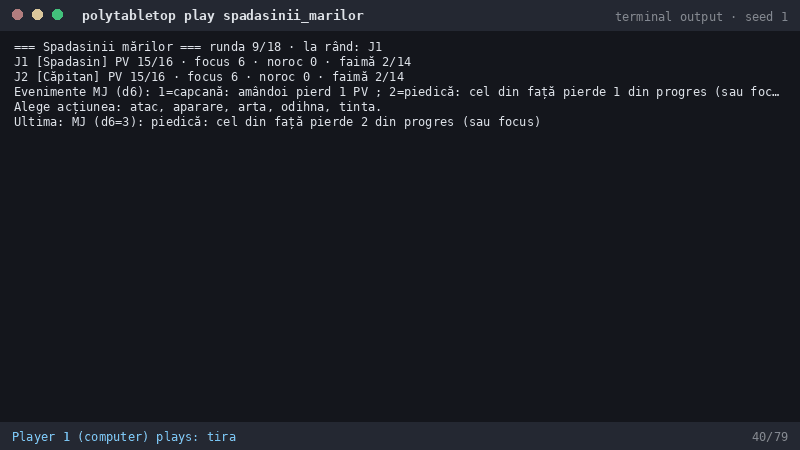 polytabletop play spadasinii_marilor
terminal output · seed 1
=== Spadasinii mărilor === runda 9/18 · la rând: J1
J1 [Spadasin] PV 15/16 · focus 6 · noroc 0 · faimă 2/14
J2 [Căpitan] PV 15/16 · focus 6 · noroc 0 · faimă 2/14
Evenimente MJ (d6): 1=capcană: amândoi pierd 1 PV ; 2=piedică: cel din față pierde 1 din progres (sau foc…
Alege acțiunea: atac, aparare, arta, odihna, tinta.
Ultima: MJ (d6=3): piedică: cel din față pierde 2 din progres (sau focus)
Player 1 (computer) plays: tira
40/79